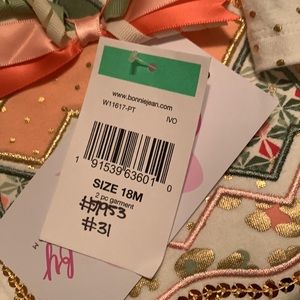 www.bonniejean.com
W11617-PT
IVO
1 91539 63601 0
SIZE 18M
2 pc garment
#31